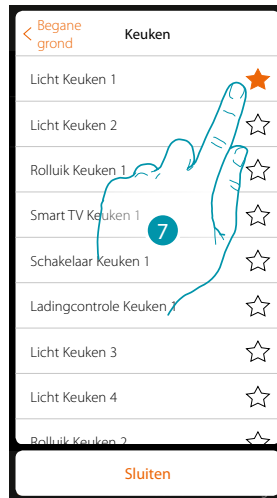 Begane
grond
Keuken
Licht Keuken 1
Licht Keuken 2
Rolluik Keuken 1
Smart TV Keuken 1
7
Schakelaar Keuken 1
Ladingcontrole Keuken 1
Licht Keuken 3
Licht Keuken 4
Rolluik Keuken 2
Sluiten